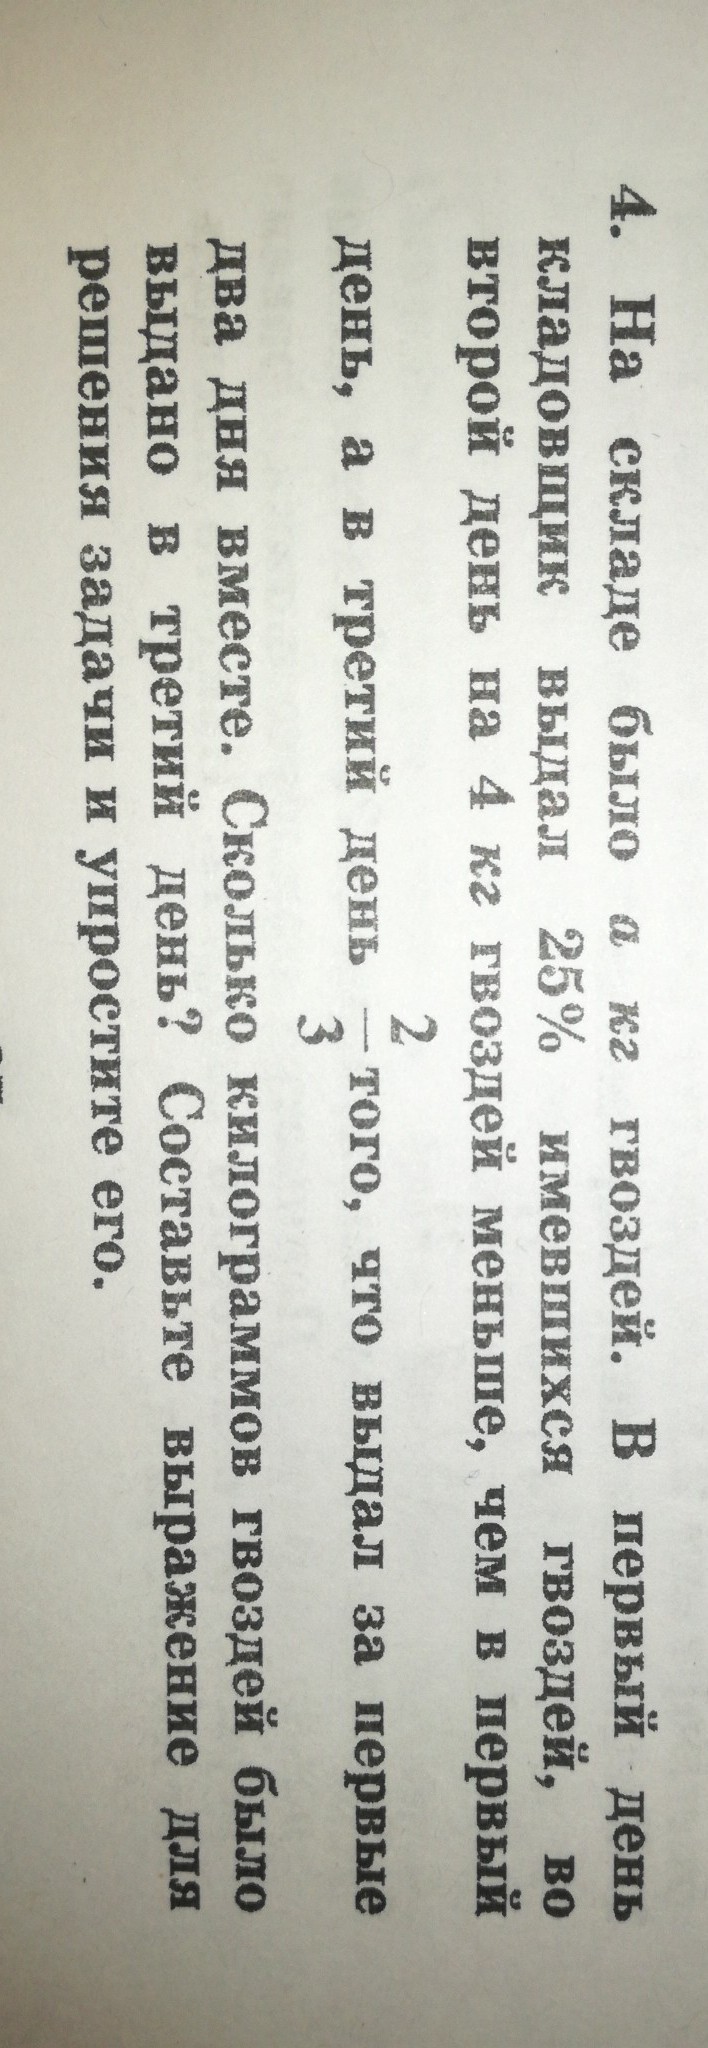 4. На складе было a кг гвоздей. В первый день
кладовщик выдал 25% имевшихся гвоздей, во
второй день на 4 кг гвоздей меньше, чем в первый
день, а в третий день 2/3 того, что выдал за первые
два дня вместе. Сколько килограммов гвоздей было
выдано в третий день? Составьте выражение для
решения задачи и упростите его.